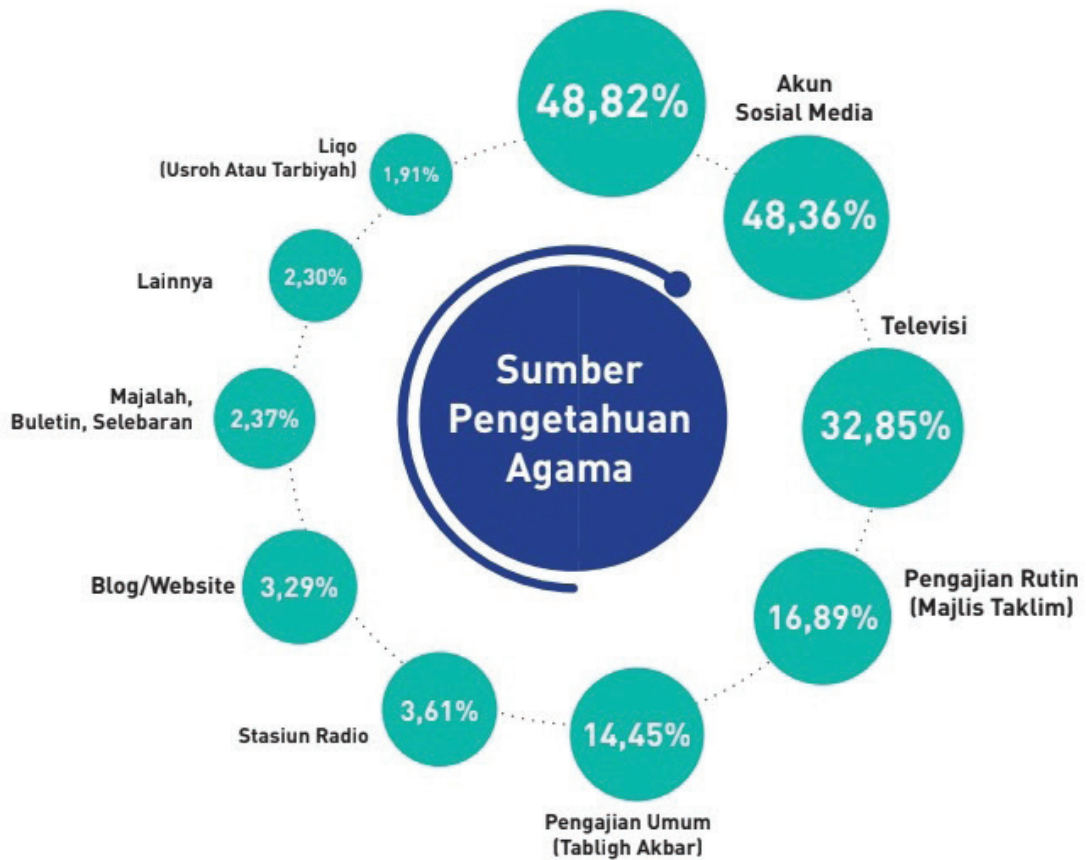 48,82%
Akun
Sosial Media
48,36%
Televisi
32,85%
Pengajian Rutin
(Majlis Taklim)
16,89%
Pengajian Umum
(Tabligh Akbar)
14,45%
Stasiun Radio
3,61%
Blog/Website
3,29%
Majalah,
Buletin, Selebaran
2,37%
Lainnya
2,30%
Liqo
(Usroh Atau Tarbiyah)
1,91%
Sumber
Pengetahuan
Agama